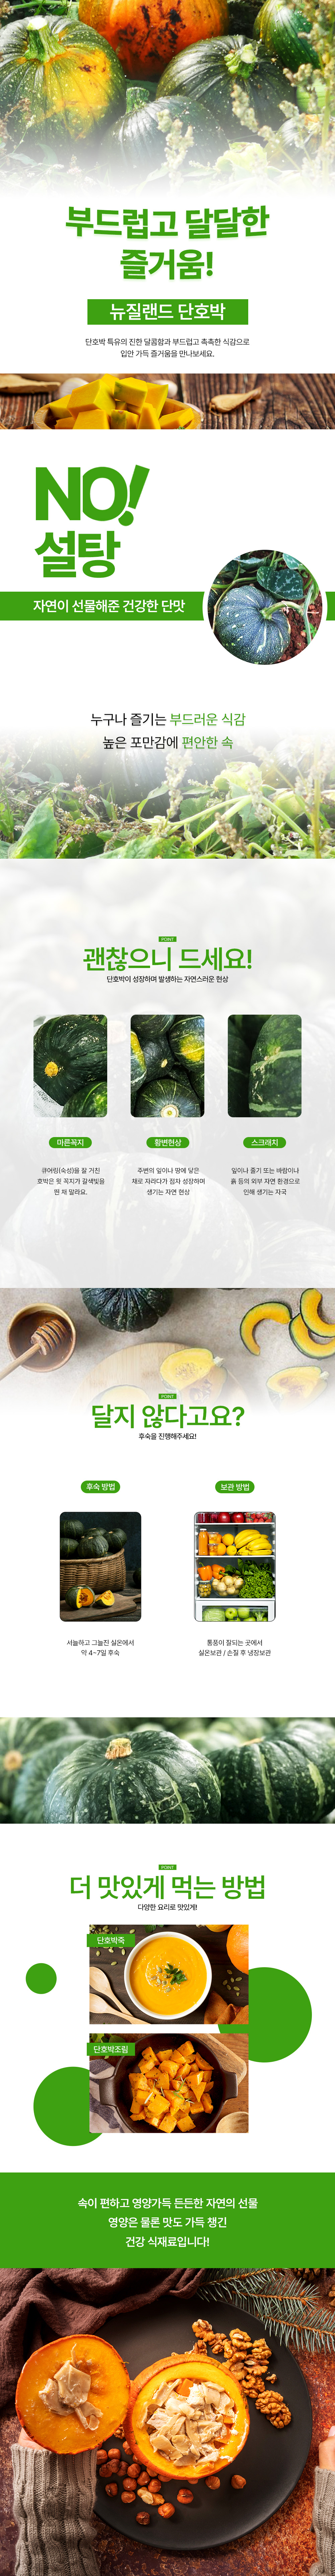 부드럽고 달달한
즐거움!
뉴질랜드 단호박
단호박 특유의 진한 달콤함과 부드럽고 촉촉한 식감으로
입안 가득 즐거움을 만나보세요.
NO!
설탕
자연이 선물해준 건강한 단맛
누구나 즐기는 부드러운 식감
높은 포만감에 편안한 속
POINT
괜찮으니 드세요!
단호박이 성장하며 발생하는 자연스러운 현상
마른꼭지
황변현상
스크래치
큐어링(숙성)을 잘 거친
호박은 윗 꼭지가 갈색빛을
띈 채 말라요.
주변의 잎이나 땅에 닿은
채로 자라다가 점차 성장하며
생기는 자연 현상
잎이나 줄기 또는 바람이나
흙 등의 외부 자연 환경으로
인해 생기는 자국
POINT
달지 않다고요?
후숙을 진행해주세요!
후숙 방법
보관 방법
서늘하고 그늘진 실온에서
약 4~7일 후숙
통풍이 잘되는 곳에서
실온보관 / 손질 후 냉장보관
POINT
더 맛있게 먹는 방법
다양한 요리로 맛있게!
단호박죽
단호박조림
속이 편하고 영양가득 든든한 자연의 선물
영양은 물론 맛도 가득 챙긴
건강 식재료입니다!